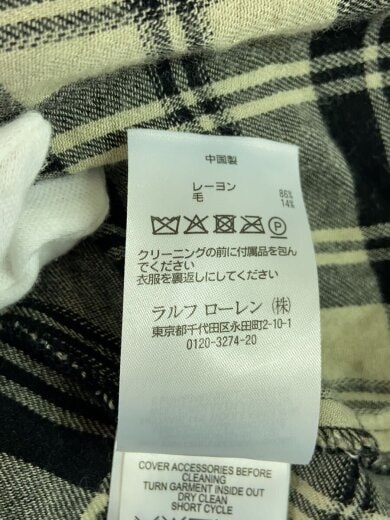 中国製
レーヨン 86%
毛 14%
クリーニングの前に付属品を包ん
でください
衣服を裏返しにしてください
ラルフ ローレン (株)
東京都千代田区永田町2-10-1
0120-3274-20
COVER ACCESSORIES BEFORE
CLEANING
TURN GARMENT INSIDE OUT
DRY CLEAN
SHORT CYCLE